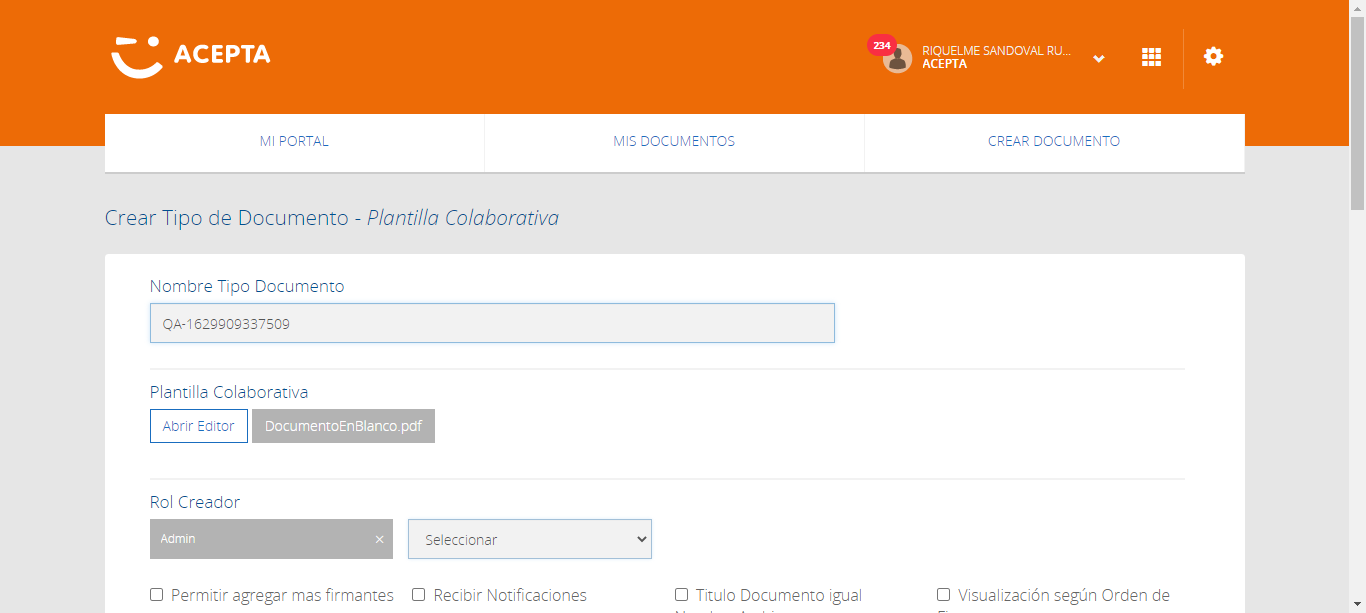 ACEPTA
234
RIQUELME SANDOVAL RU...
ACEPTA
MI PORTAL
MIS DOCUMENTOS
CREAR DOCUMENTO
Crear Tipo de Documento - Plantilla Colaborativa
Nombre Tipo Documento
QA-1629909337509
Plantilla Colaborativa
Abrir Editor
DocumentoEnBlanco.pdf
Rol Creador
Admin ×
Seleccionar
Permitir agregar mas firmantes
Recibir Notificaciones
Titulo Documento igual
Visualización según Orden de